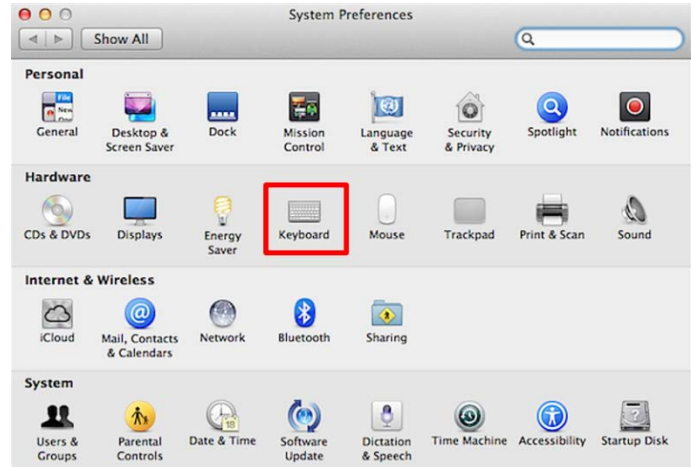 System Preferences
Show All
Personal
General
Desktop &
Screen Saver
Dock
Mission
Control
Language
& Text
Security
& Privacy
Spotlight
Notifications
Hardware
CDs & DVDs
Displays
Energy
Saver
Keyboard
Mouse
Trackpad
Print & Scan
Sound
Internet & Wireless
iCloud
Mail, Contacts
& Calendars
Network
Bluetooth
Sharing
System
Users &
Groups
Parental
Controls
Date & Time
Software
Update
Dictation
& Speech
Time Machine
Accessibility
Startup Disk